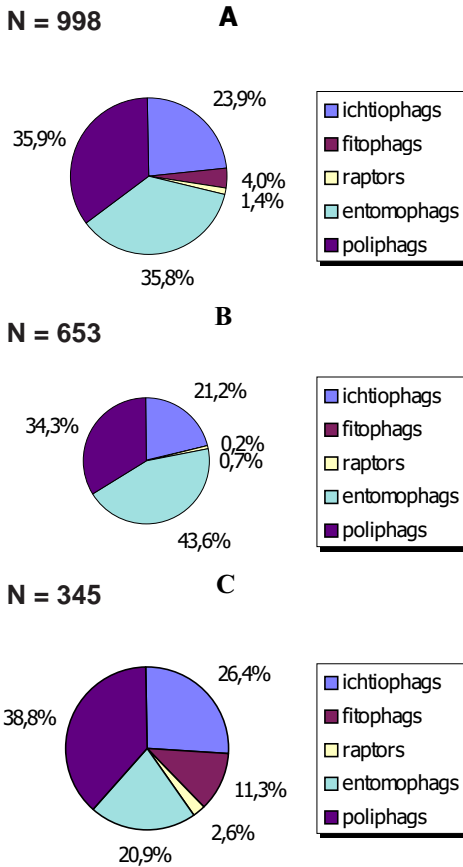 N = 998
A
23,9%
4,0%
1,4%
35,8%
35,9%
ichtiophags
fitophags
raptors
entomophags
poliphags
N = 653
B
21,2%
0,2%
0,7%
43,6%
34,3%
ichtiophags
fitophags
raptors
entomophags
poliphags
N = 345
C
26,4%
11,3%
2,6%
20,9%
38,8%
ichtiophags
fitophags
raptors
entomophags
poliphags